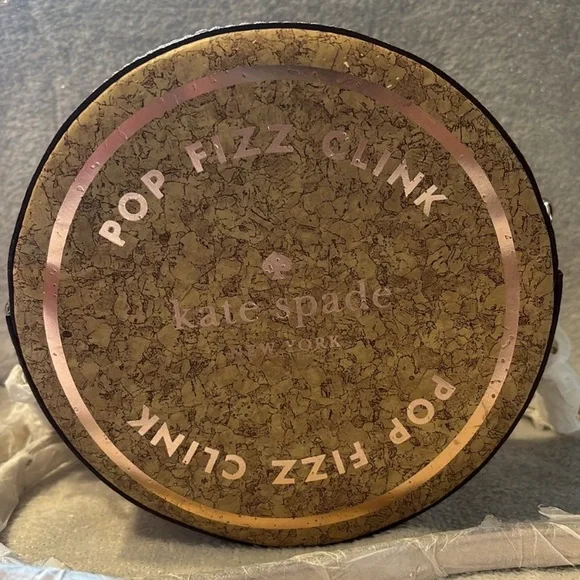 POP FIZZ CLINK
kate spade
NEW YORK
POP FIZZ CLINK